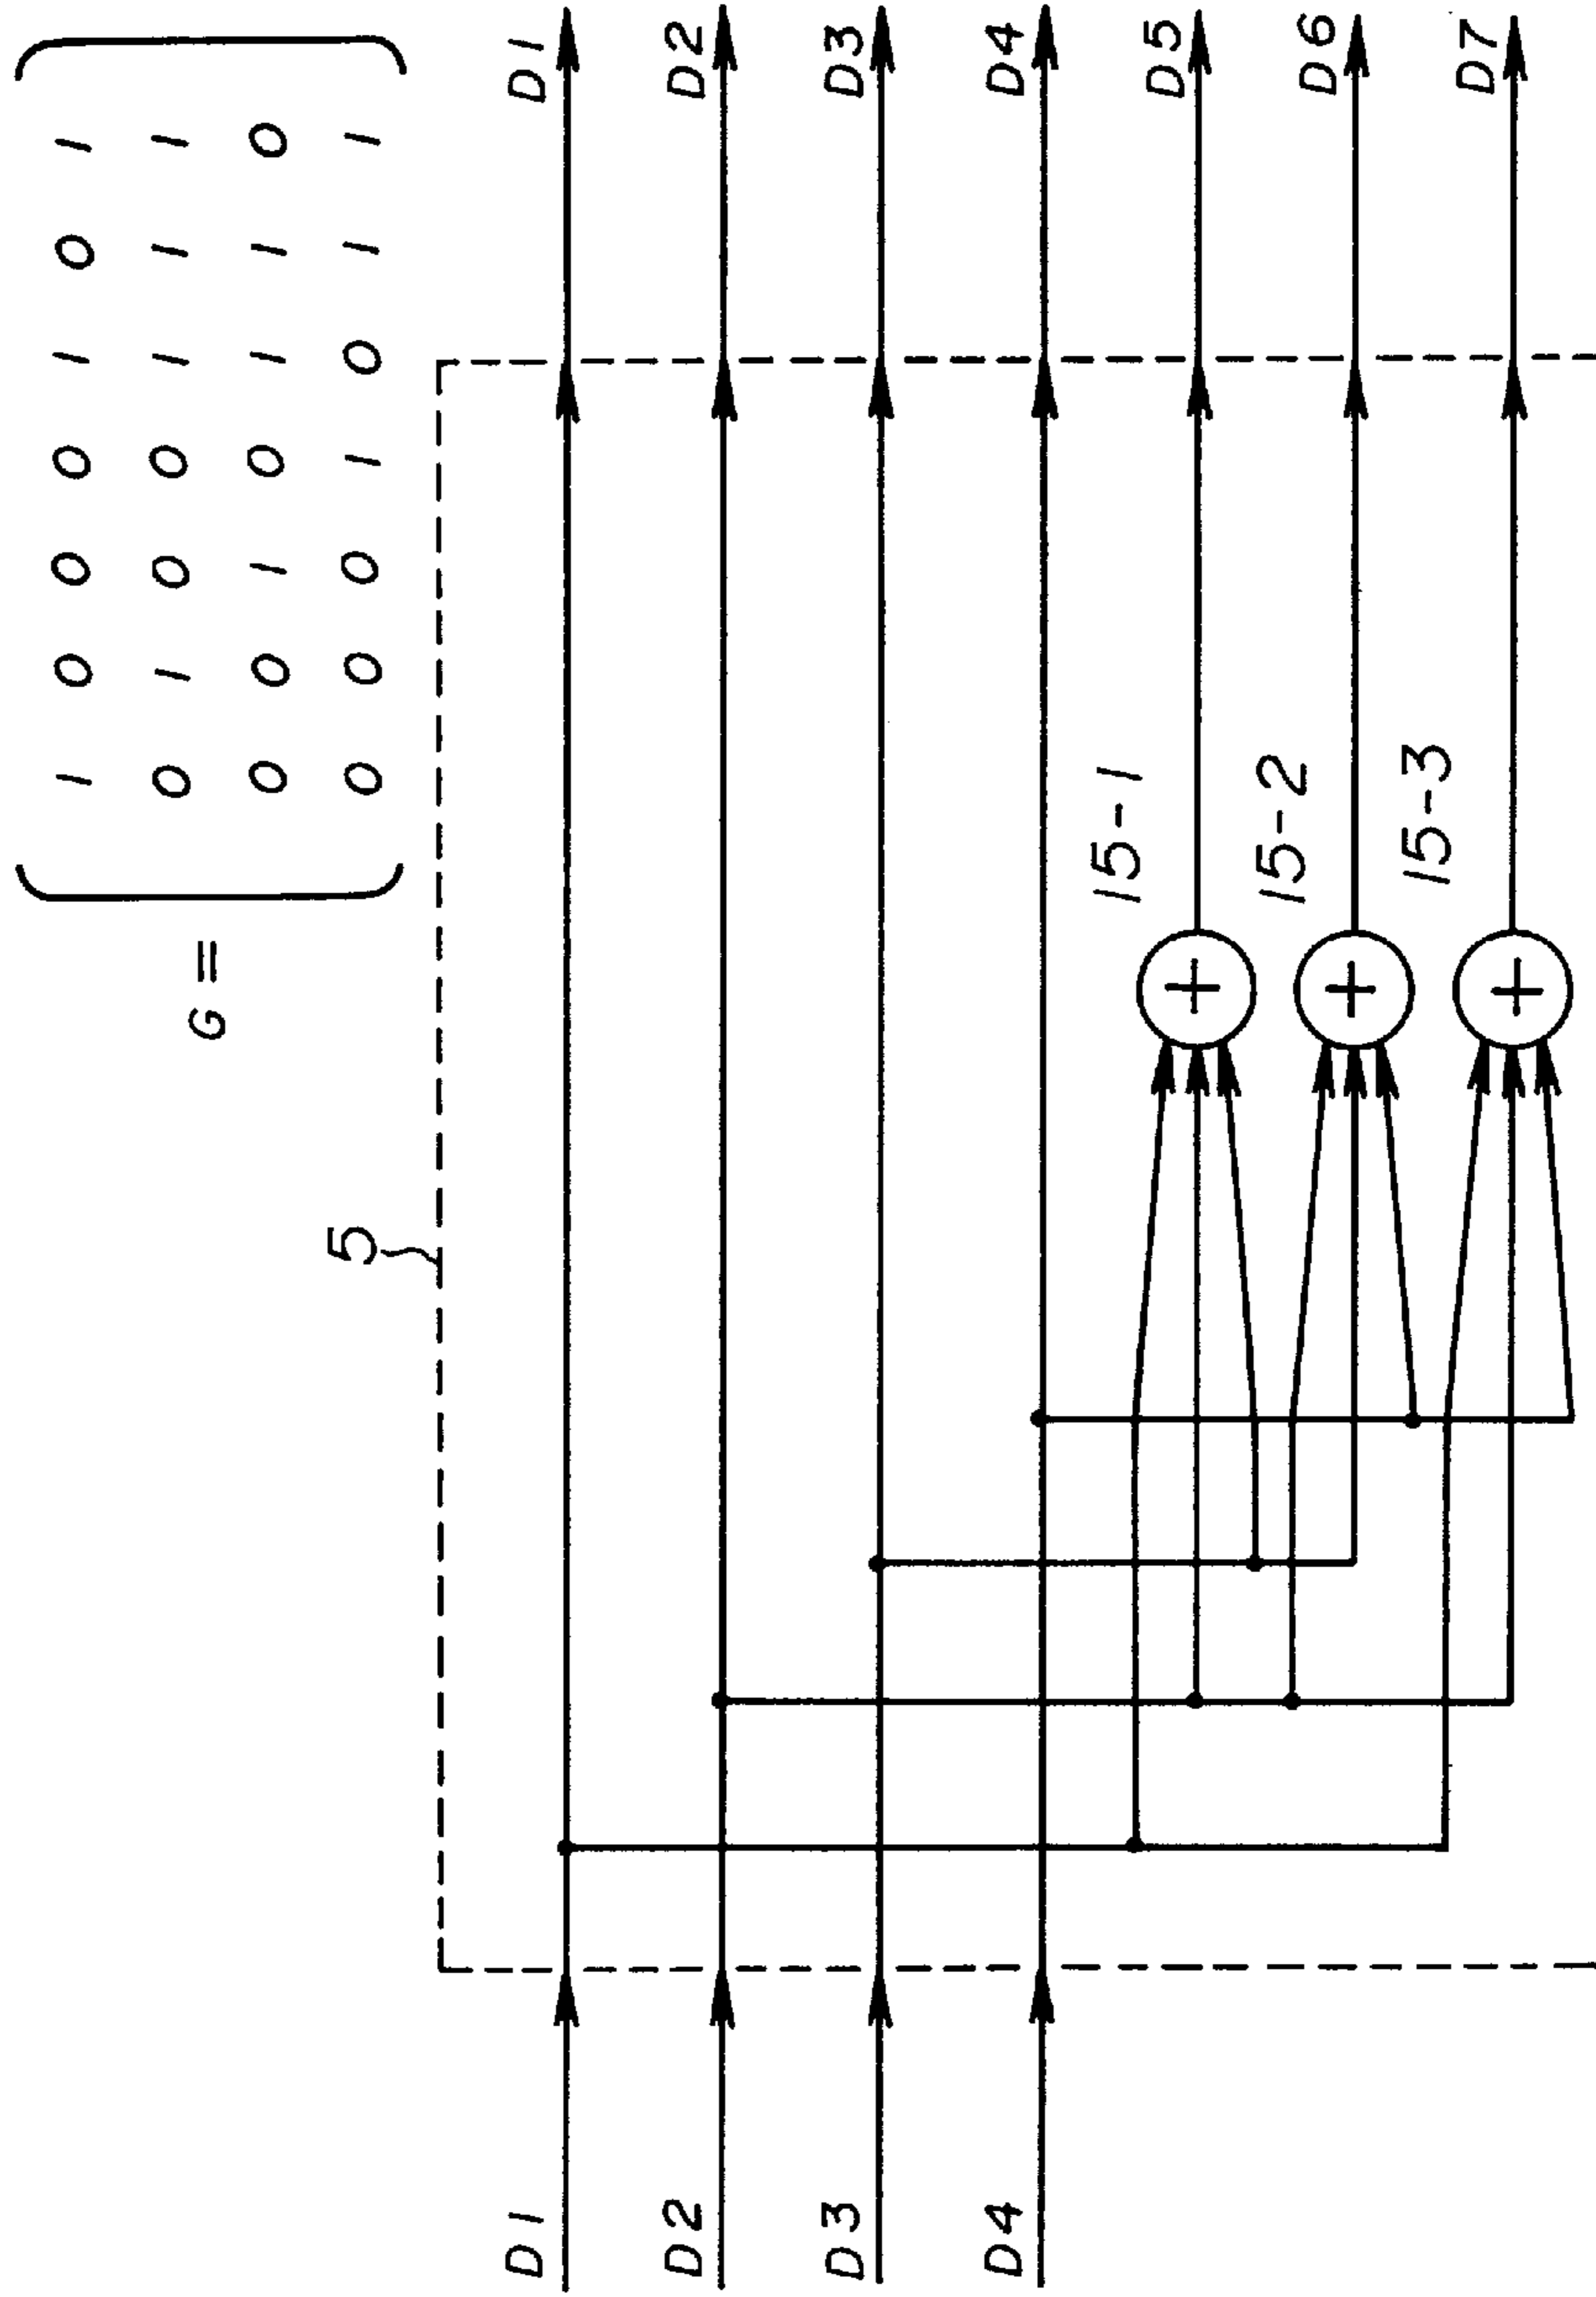 1 0 0 0 1 0 1
0 1 0 0 1 1 1
G =
0 0 1 0 1 1 0
0 0 0 1 0 1 1
5
D1 D1
D2 D2
D3 D3
D4 D4
15-1 D5
15-2 D6
15-3 D7